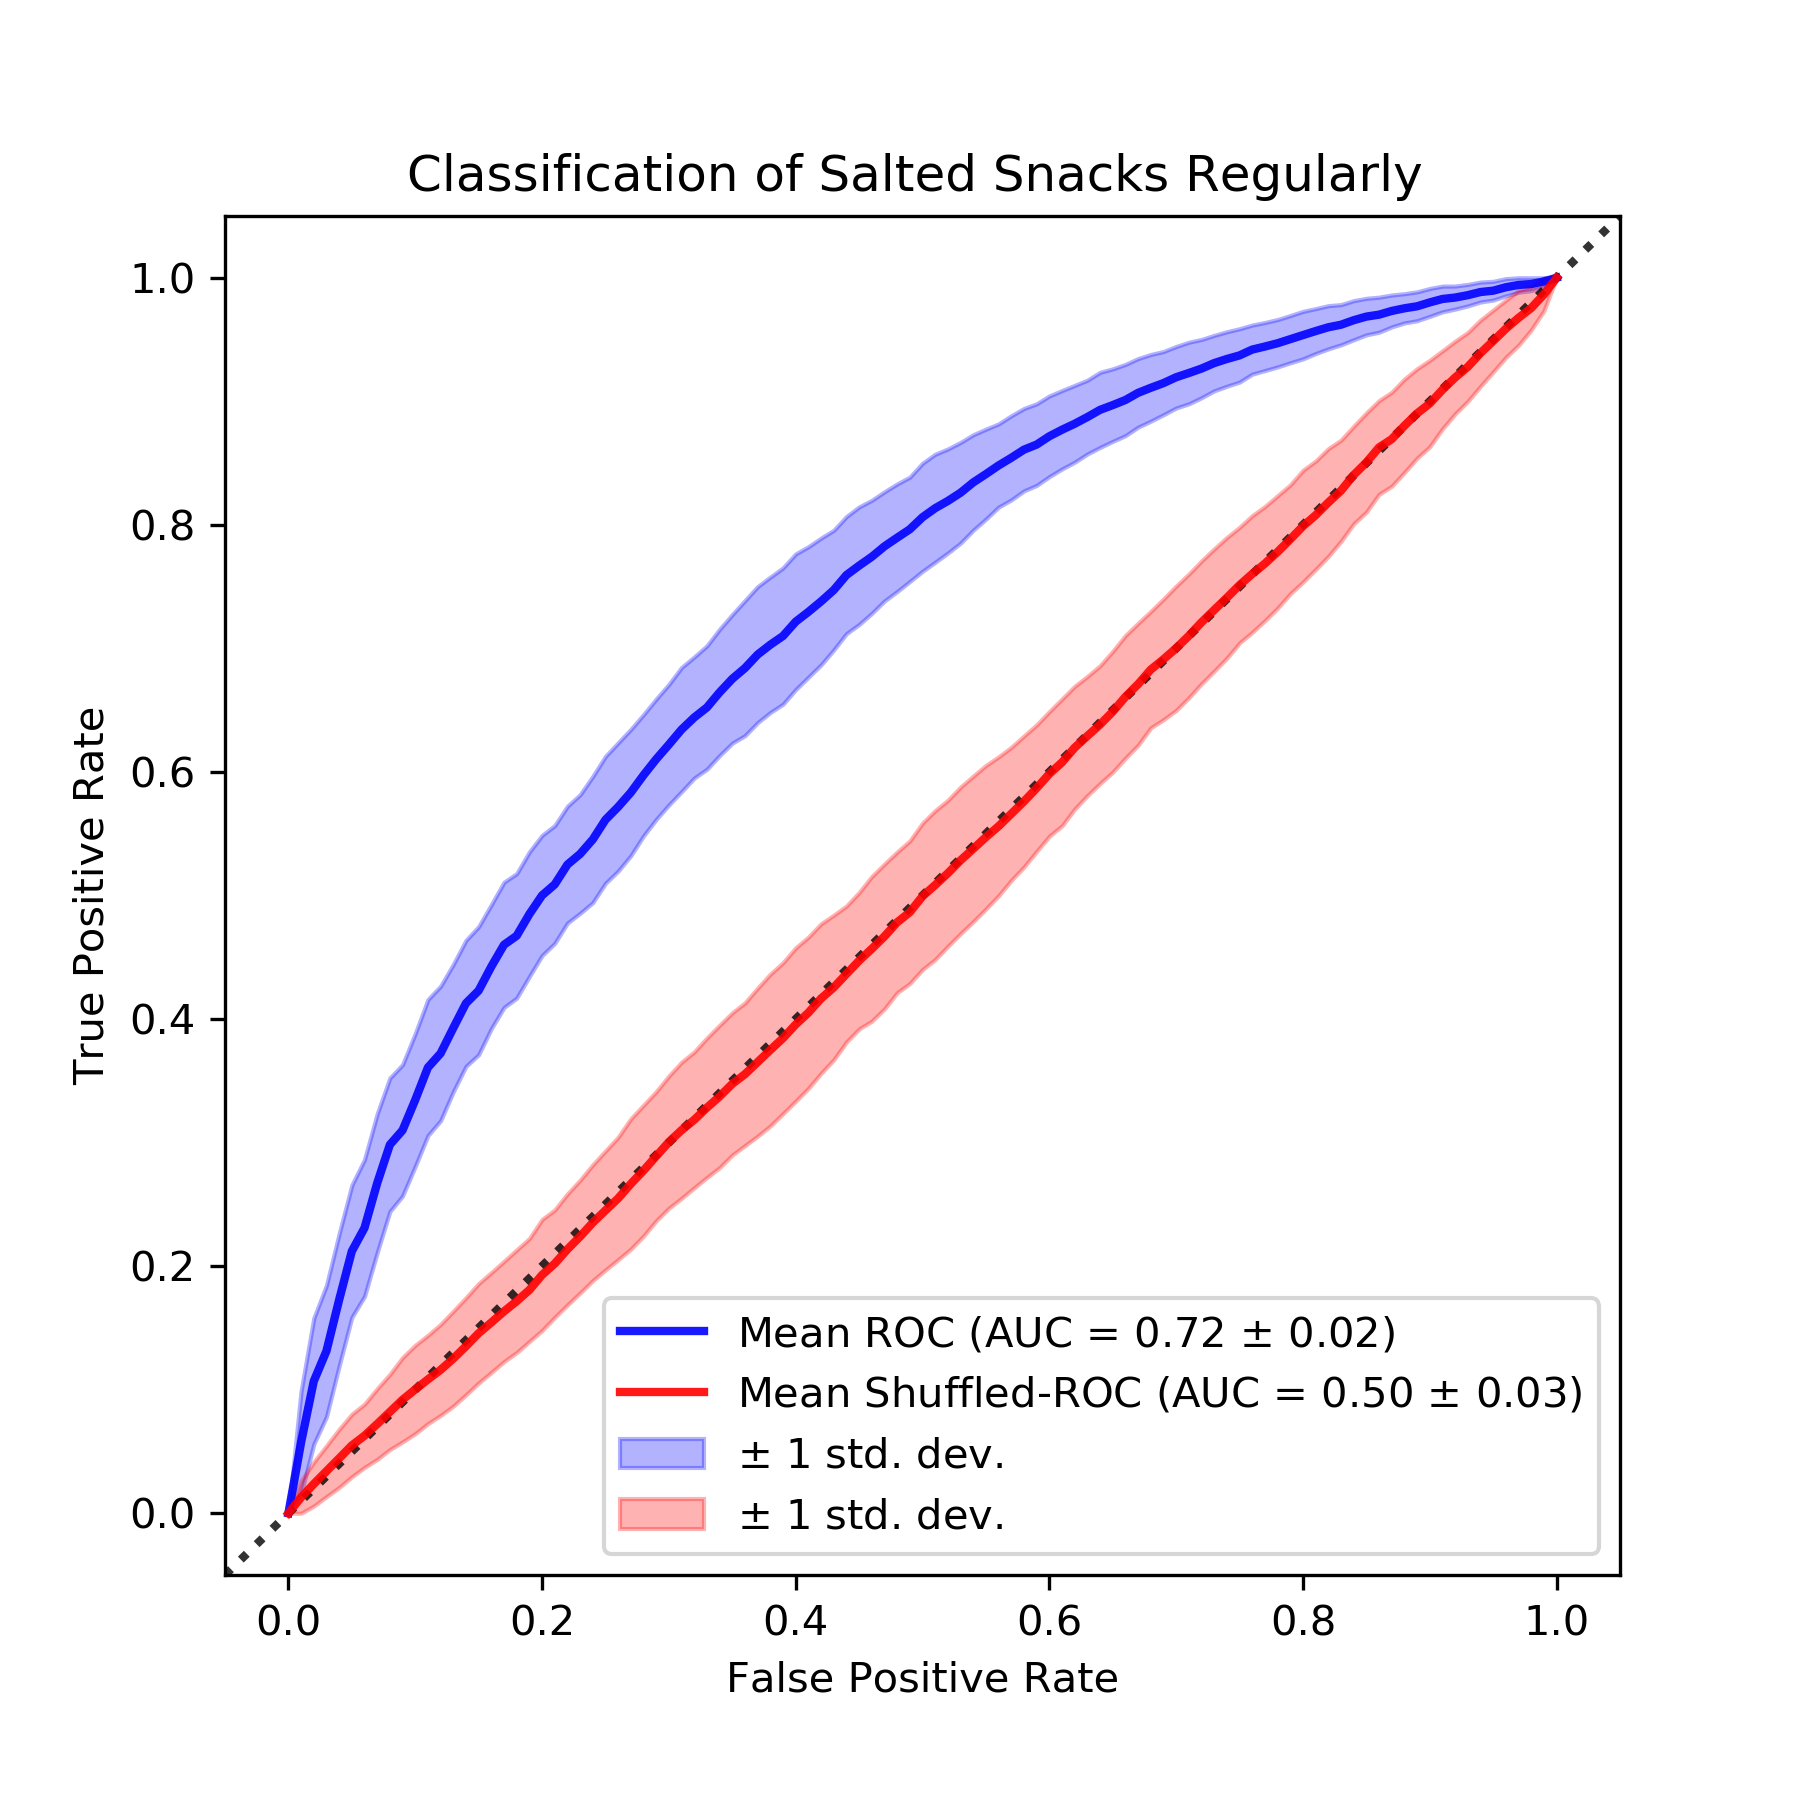 Classification of Salted Snacks Regularly
1.0
0.8
0.6
0.4
0.2
0.0
True Positive Rate
Mean ROC (AUC = 0.72 ± 0.02)
Mean Shuffled-ROC (AUC = 0.50 ± 0.03)
± 1 std. dev.
± 1 std. dev.
0.0 0.2 0.4 0.6 0.8 1.0
False Positive Rate